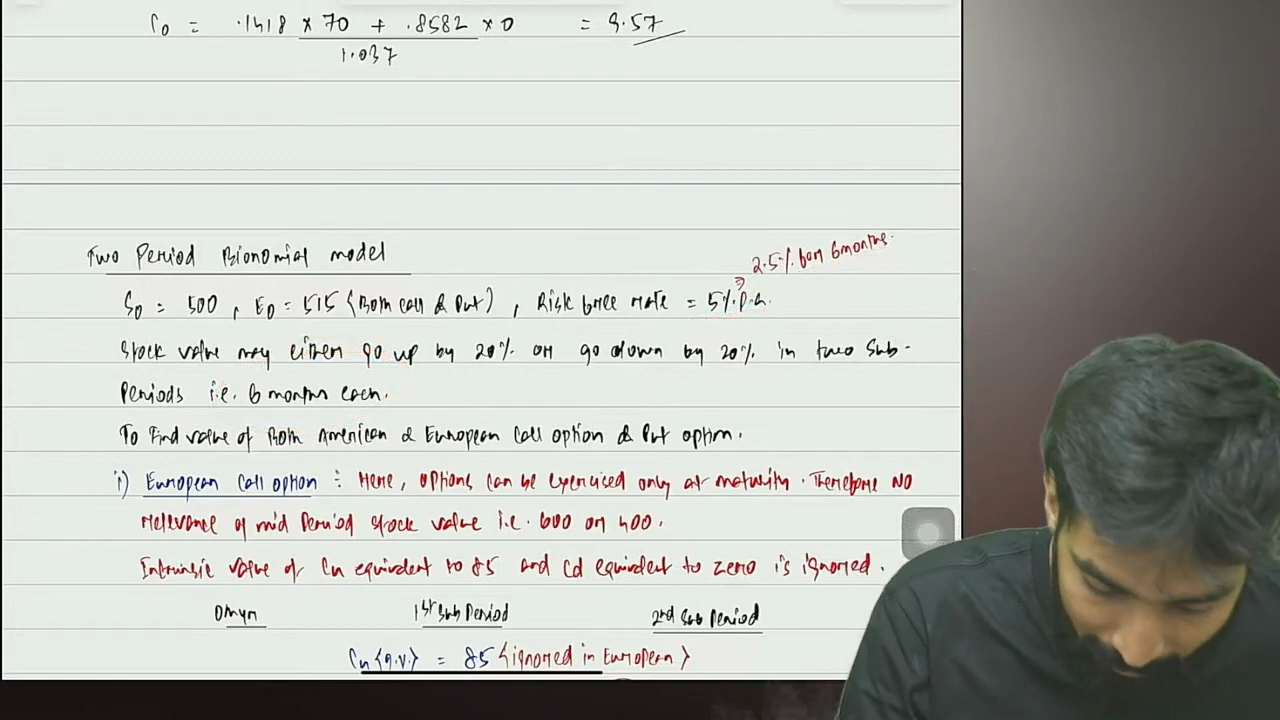 C0 = .1418 × 70 + .8582 × 0 = 9.57
1.037
Two Period Bionomial model
2.5% for 6 months.
S0 = 500, E0 = 515 {Both call & Put}, Risk free rate = 5% p.a.
Stock value may either go up by 20% or go down by 20% in two sub-
Periods i.e. 6 months each.
To Find value of Both American & European Call option & Put option.
i) European Call option : Here, options can be exercised only at maturity. Therefore NO
relevance of mid Period stock value i.e. 600 or 400.
Intrinsic value of Cu equivalent to 85 and Cd equivalent to zero is ignored.
0myn 1st Sub Period 2nd Sub Period
= 85 {ignored in European}